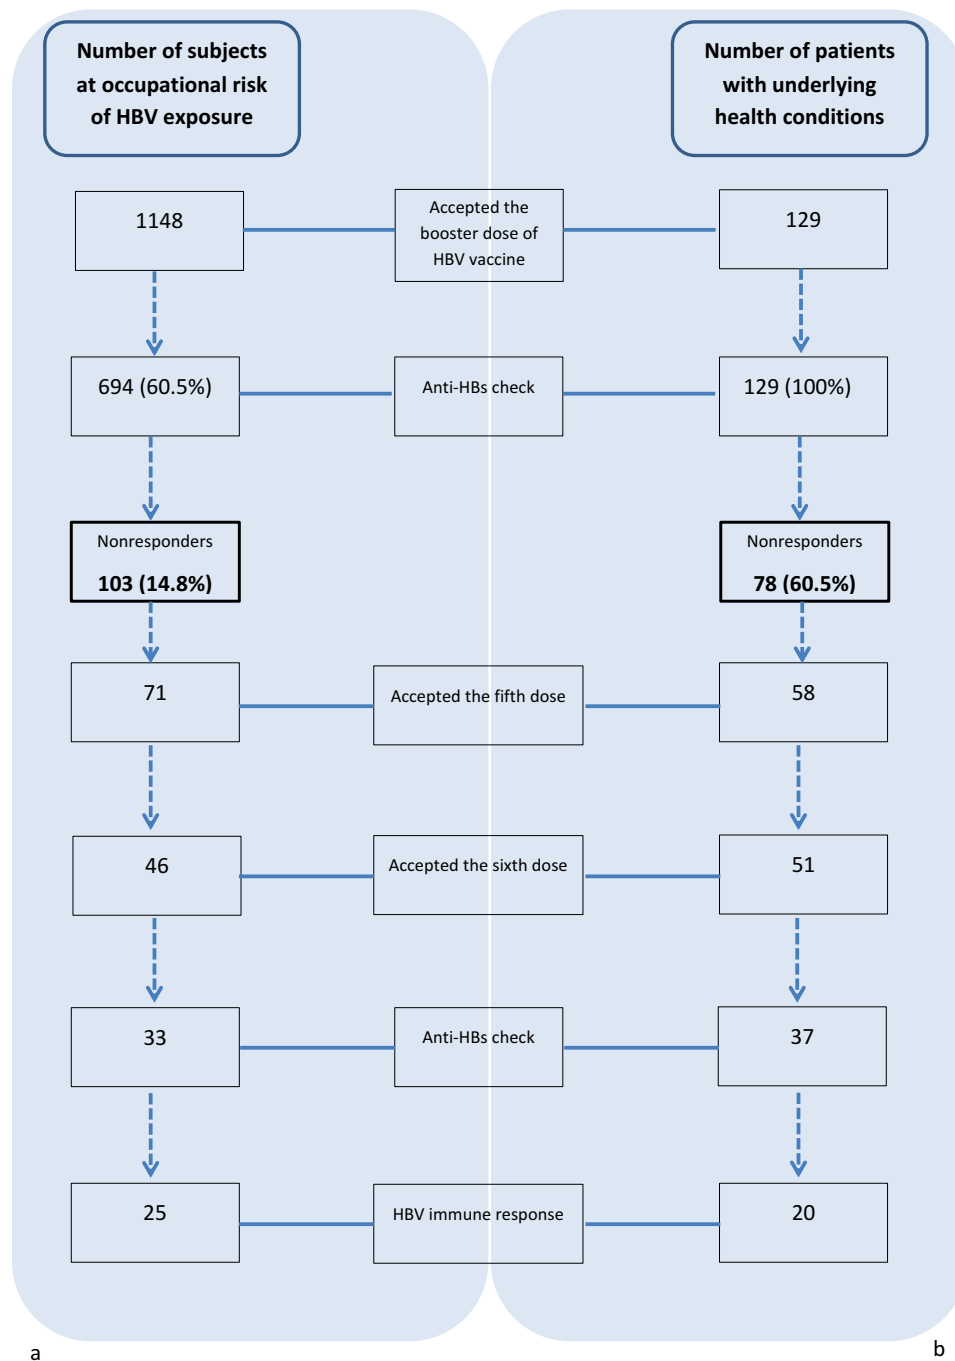 Number of subjects
at occupational risk
of HBV exposure
Number of patients
with underlying
health conditions
1148
Accepted the
booster dose of
HBV vaccine
129
694 (60.5%)
Anti-HBs check
129 (100%)
Nonresponders
103 (14.8%)
Nonresponders
78 (60.5%)
71
Accepted the fifth dose
58
46
Accepted the sixth dose
51
33
Anti-HBs check
37
25
HBV immune response
20
a
b